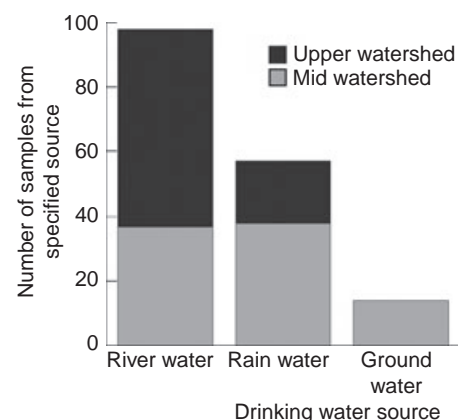 100
80
60
40
20
0
Number of samples from
specified source
Upper watershed
Mid watershed
River water
Rain water
Ground
water
Drinking water source